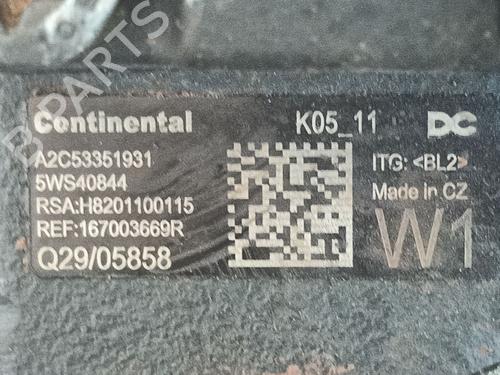 Continental K05_11 DC
A2C53351931 ITG: <BL2>
5WS40844 Made in CZ
RSA:H8201100115
REF:167003669R W1
Q29/05858
B PARTS